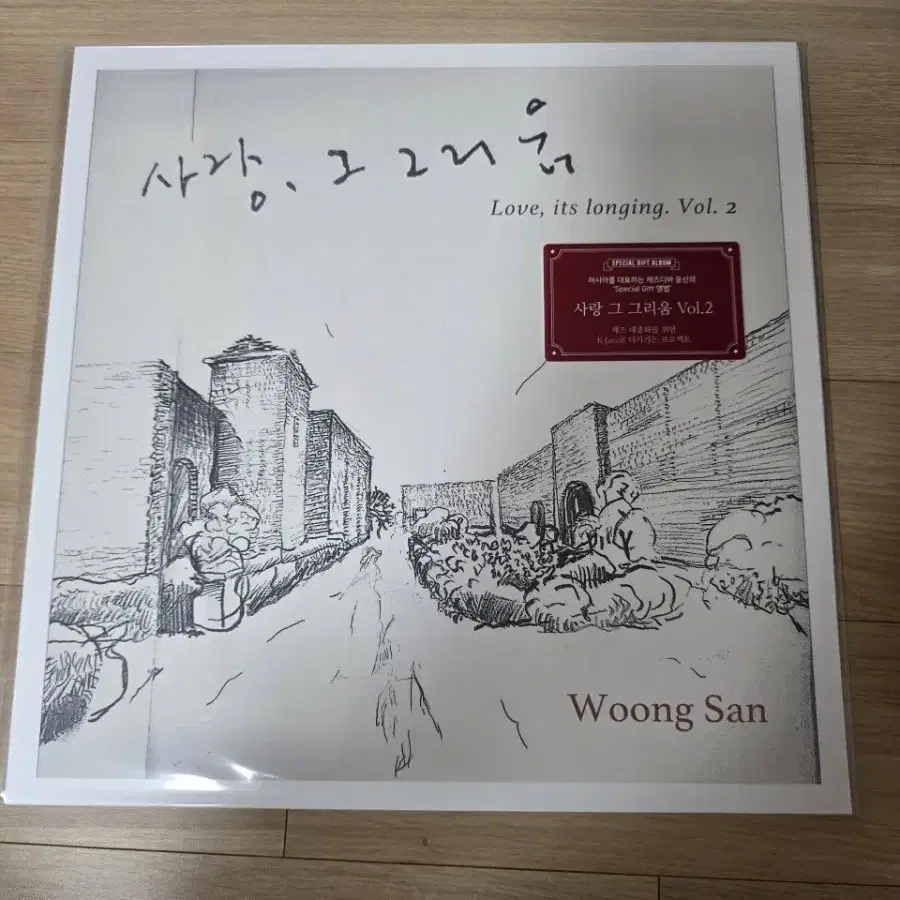 사랑, 그 그리움
Love, its longing. Vol. 2
SPECIAL GIFT ALBUM
아시아를 대표하는 재즈디바 웅산의
"Special Gift 앨범"
사랑 그 그리움 Vol.2
재즈 대중화를 위한
K Jazz로 다가가는 프로젝트
Woong San